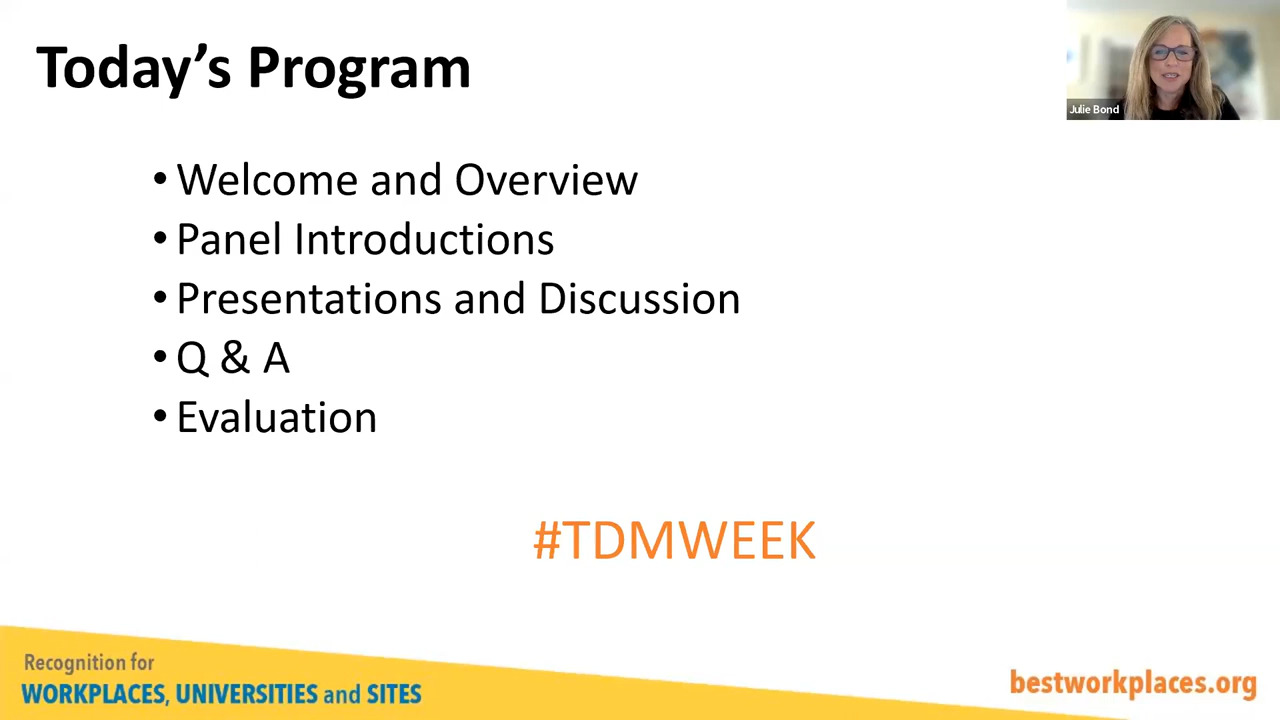 Today's Program
Julie Bond
• Welcome and Overview
• Panel Introductions
• Presentations and Discussion
• Q & A
• Evaluation
#TDMWEEK
Recognition for
WORKPLACES, UNIVERSITIES and SITES
bestworkplaces.org